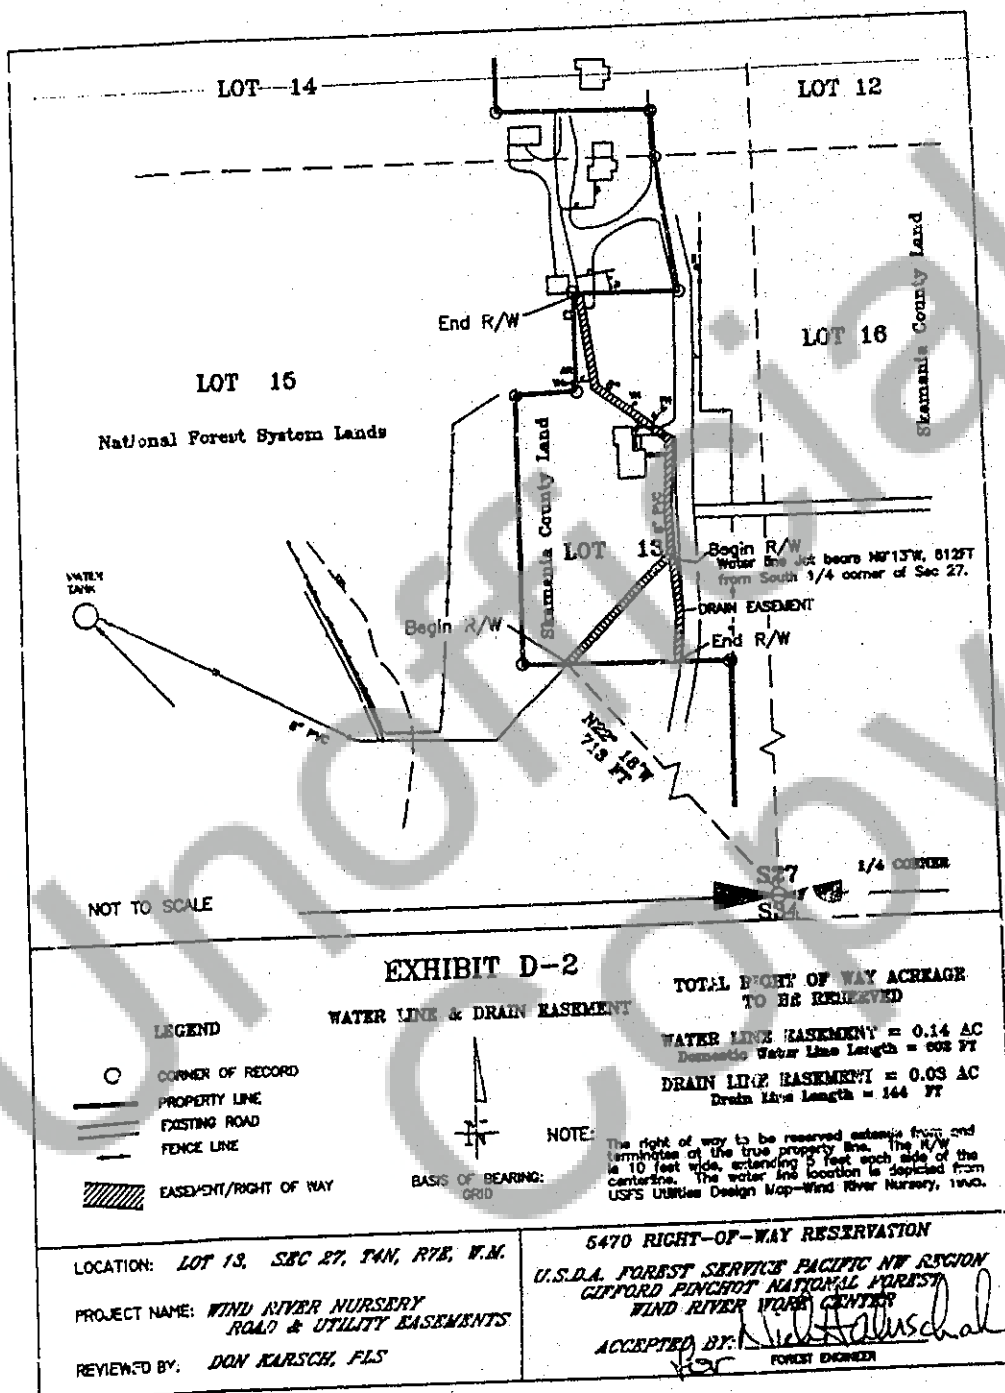 LOT 14
LOT 12
End R/W
LOT 16
Skamania County Land
LOT 15
National Forest System Lands
Skamania County Land
8" PVC
LOT 13
Begin R/W
Water line Jct bears 612FT
from South 1/4 corner of Sec 27.
WATER
TANK
DRAIN EASEMENT
Begin R/W
End R/W
8" PVC
N22° 18'W
713 FT
1/4 CORNER
S27
S34
NOT TO SCALE
EXHIBIT D-2
WATER LINE & DRAIN EASEMENT
TOTAL RIGHT OF WAY ACREAGE
TO BE RESERVED
WATER LINE EASEMENT = 0.14 AC
Domestic Water Line Length = FT
DRAIN LINE EASEMENT = 0.03 AC
Drain Line Length = 144 FT
LEGEND
CORNER OF RECORD
PROPERTY LINE
EXISTING ROAD
FENCE LINE
EASEMENT/RIGHT OF WAY
N
BASIS OF BEARING:
GRID
NOTE:
The right of way to be reserved extends from and
terminates at the true property line. The R/W
is 10 feet wide, extending 5 feet each side of the
centerline. The water line location is depicted from
USFS Utilities Design Map-Wind River Nursery,
LOCATION: LOT 13, SEC 27, T4N, R7E, W.M.
PROJECT NAME: WIND RIVER NURSERY
ROAD & UTILITY EASEMENTS
REVIEWED BY: DON KARSCH, PLS
5470 RIGHT-OF-WAY RESERVATION
U.S.D.A. FOREST SERVICE PACIFIC NW REGION
GIFFORD PINCHOT NATIONAL FOREST
WIND RIVER WORK CENTER
ACCEPTED BY:
for
FOREST ENGINEER
Unofficial
Copy